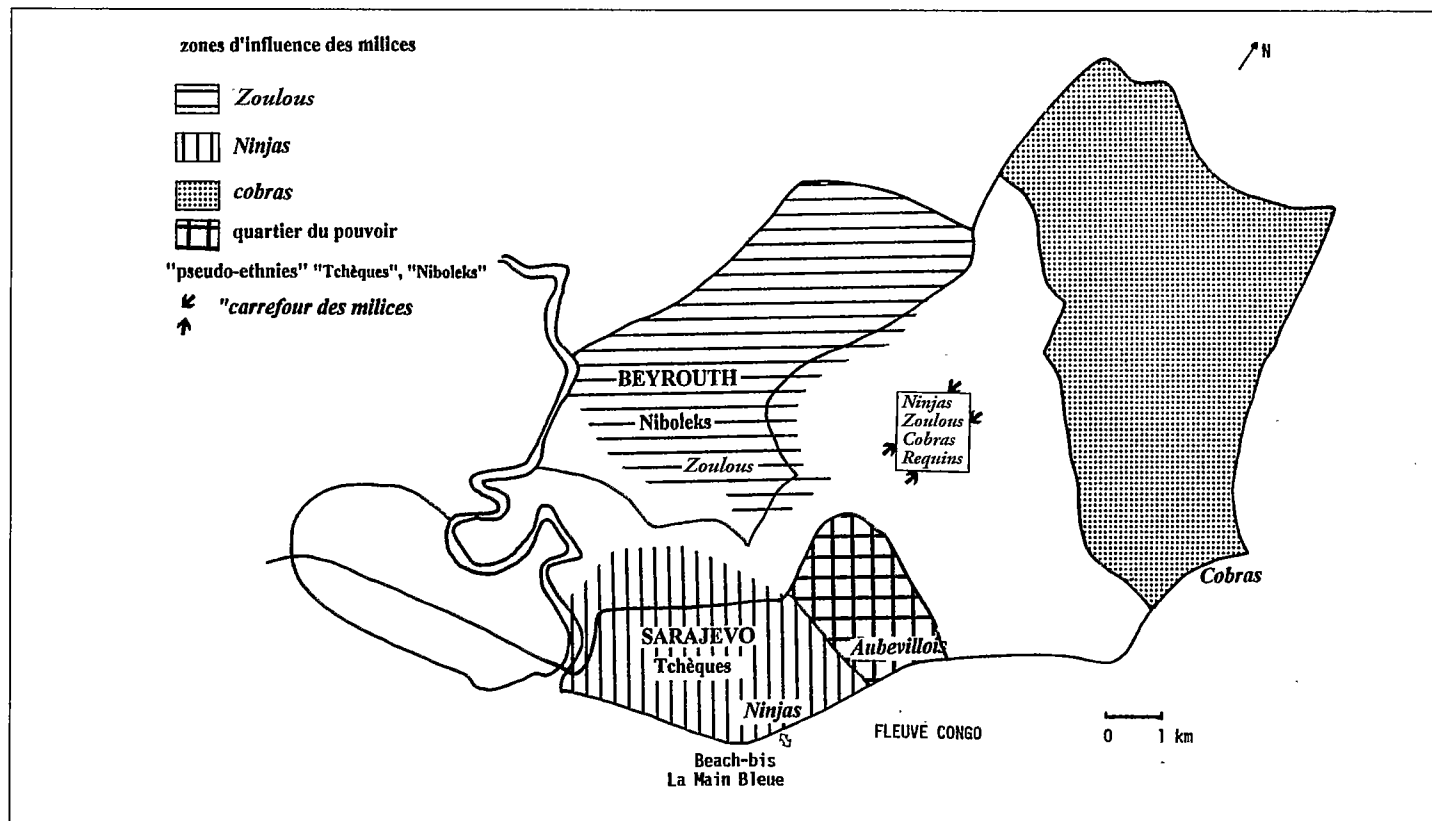 zones d'influence des milices
Zoulous
Ninjas
cobras
quartier du pouvoir
"pseudo-ethnies" "Tchèques", "Niboleks"
"carrefour des milices
N
BEYROUTH
Niboleks
Zoulous
Ninjas
Zoulous
Cobras
Requins
Cobras
SARAJEVO
Tchèques
Aubevillois
Ninjas
FLEUVE CONGO
0 1 km
Beach-bis
La Main Bleue